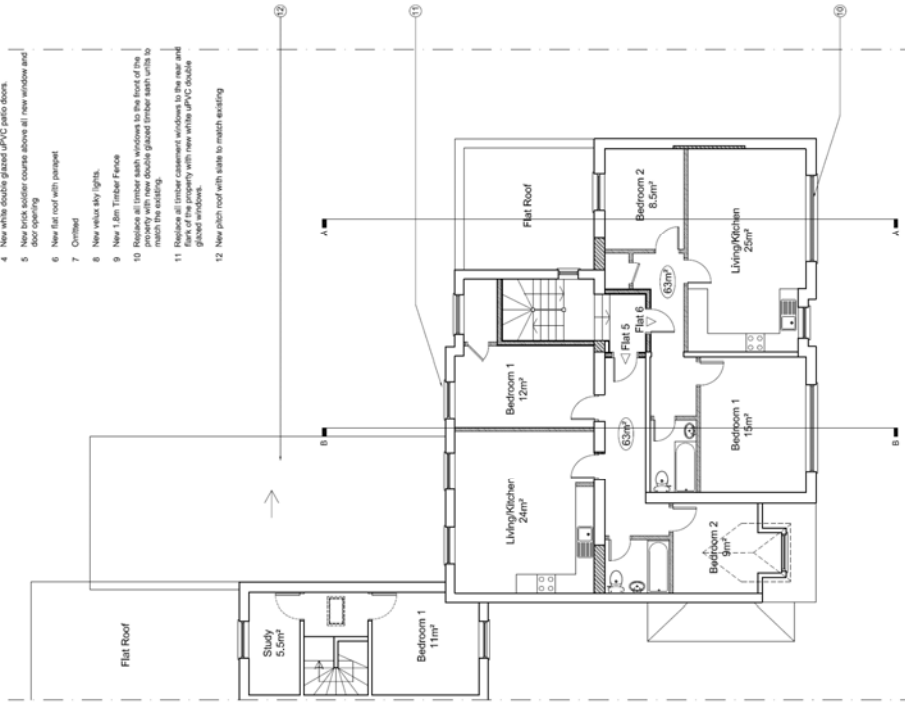 4 New white double glazed uPVC patio doors.
5 New brick soldier course above all new window and
door opening
6 New flat roof with parapet
7 Omitted
8 New velux sky lights.
9 New 1.8m Timber Fence
10 Replace all timber sash windows to the front of the
property with new double glazed timber sash units to
match the existing.
11 Replace all timber casement windows to the rear and
flank of the property with new white uPVC double
glazed windows.
12 New pitch roof with slate to match existing
12
11
10
Flat Roof
Study
5.5m²
Bedroom 1
11m²
Living/Kitchen
24m²
Bedroom 1
12m²
63m²
Flat 5
Flat 6
Bedroom 2
9m²
Flat Roof
Bedroom 2
8.5m²
63m²
Living/Kitchen
25m²
Bedroom 1
15m²
A
A
B
B